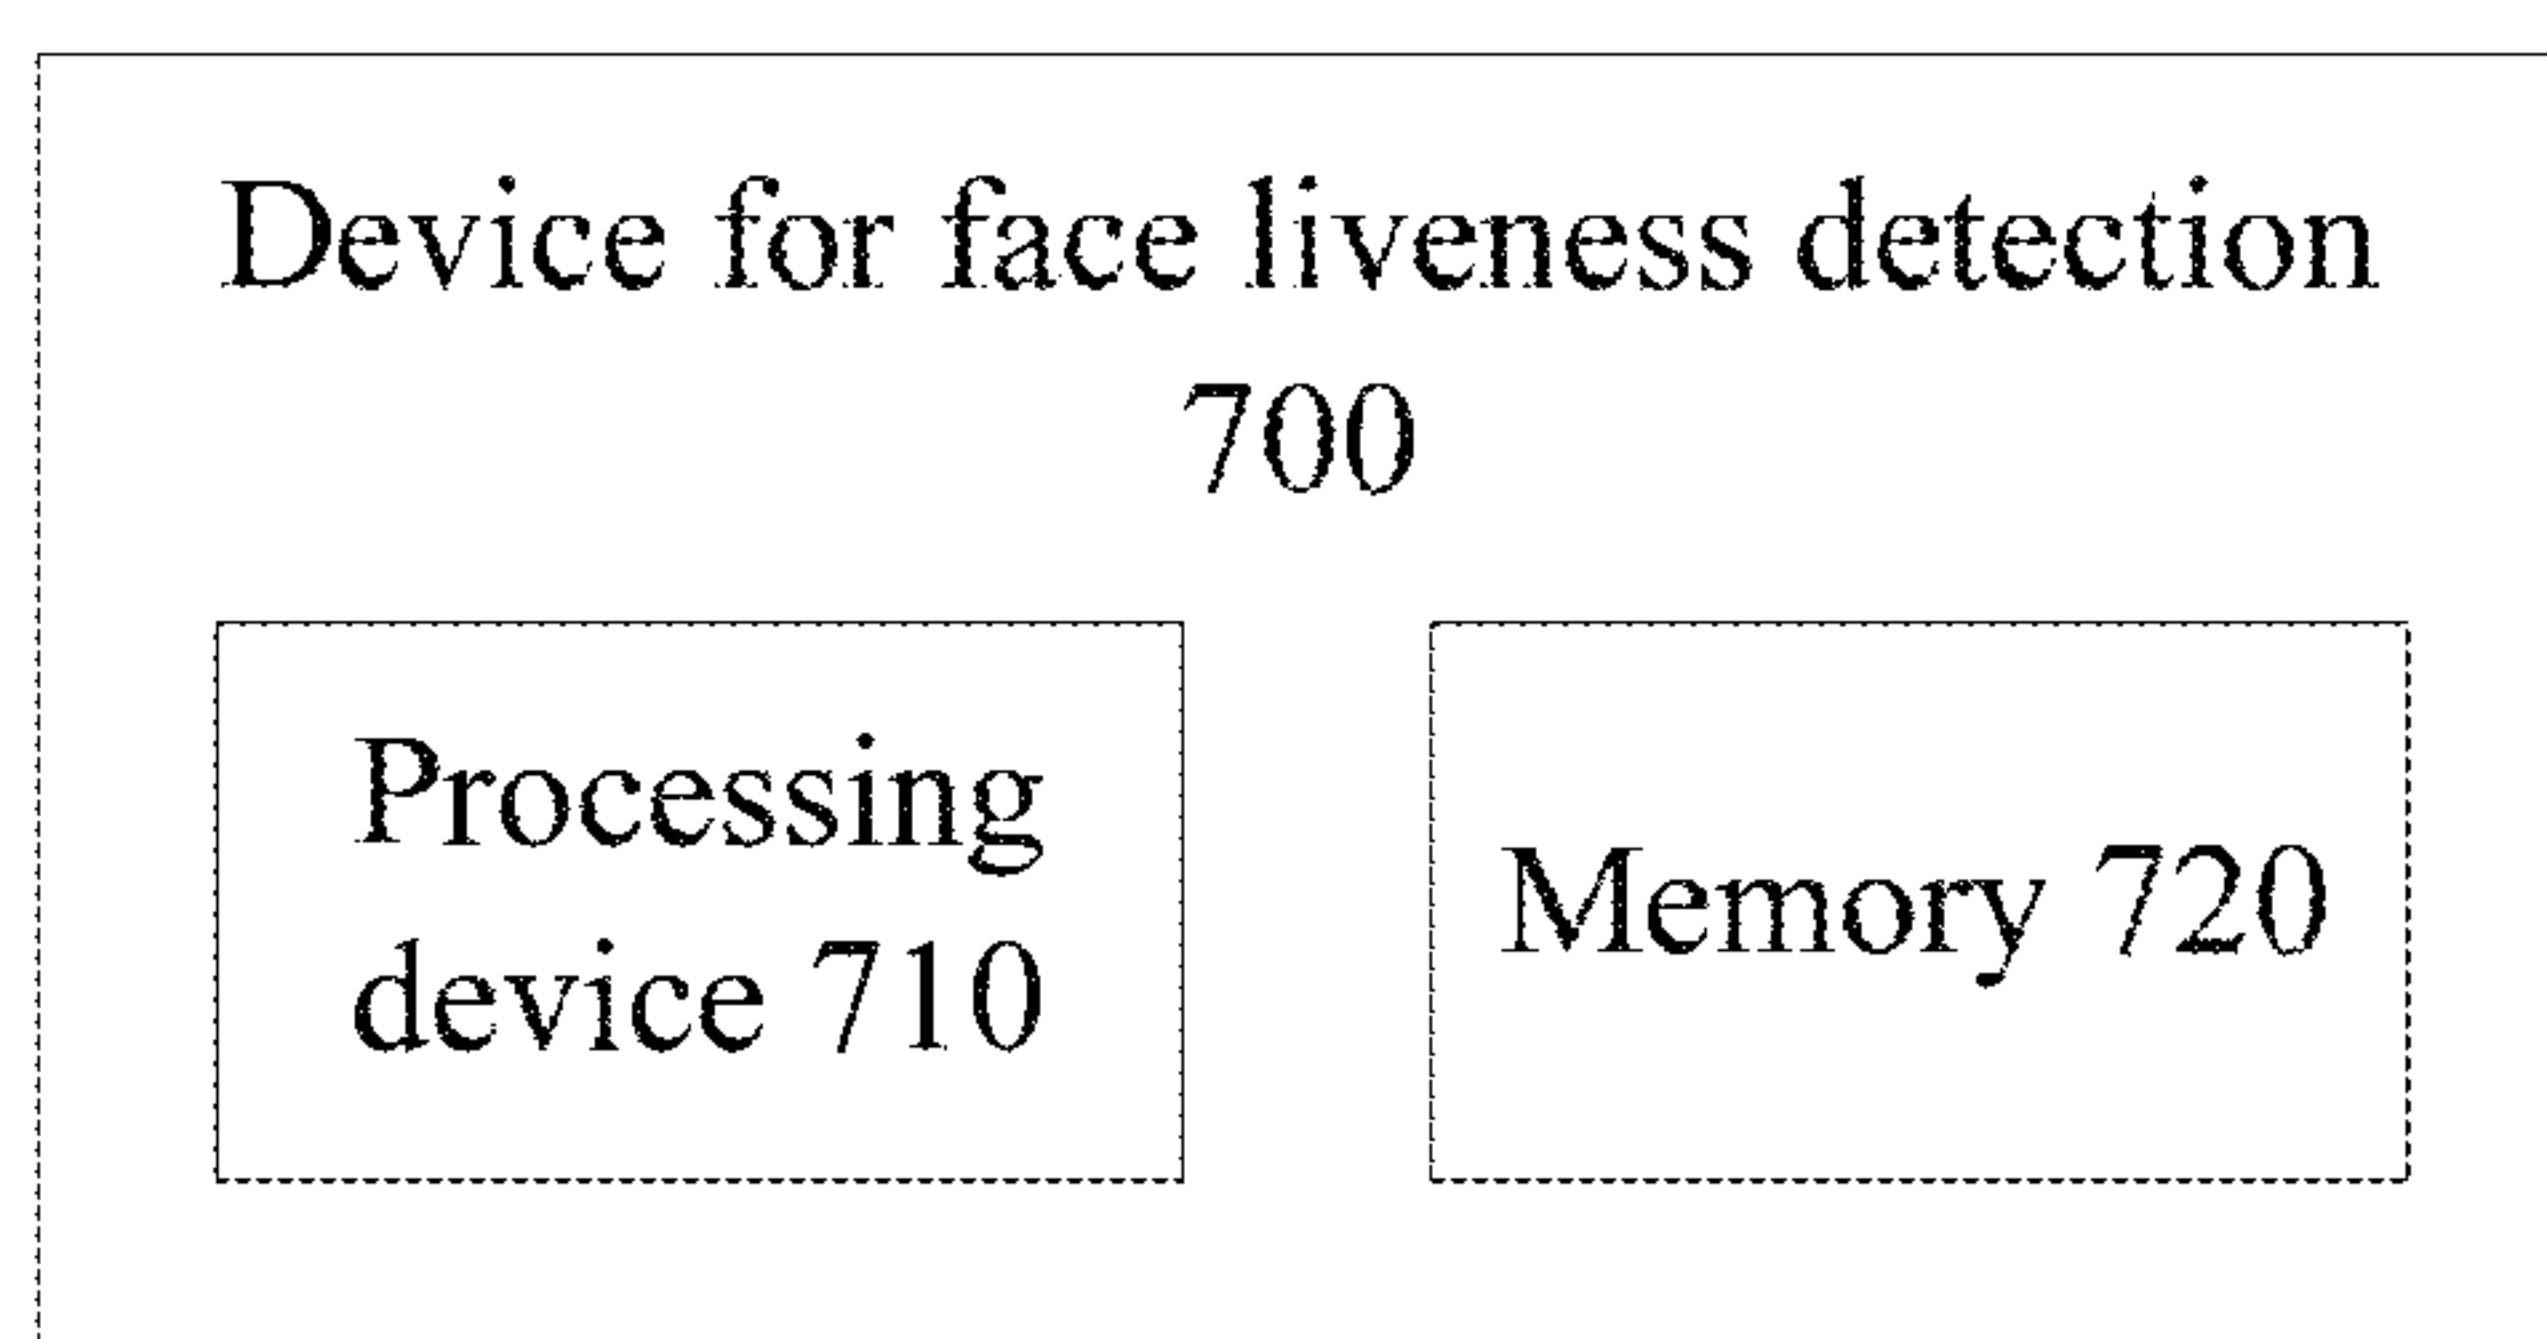 Device for face liveness detection
700
Processing
device 710
Memory 720